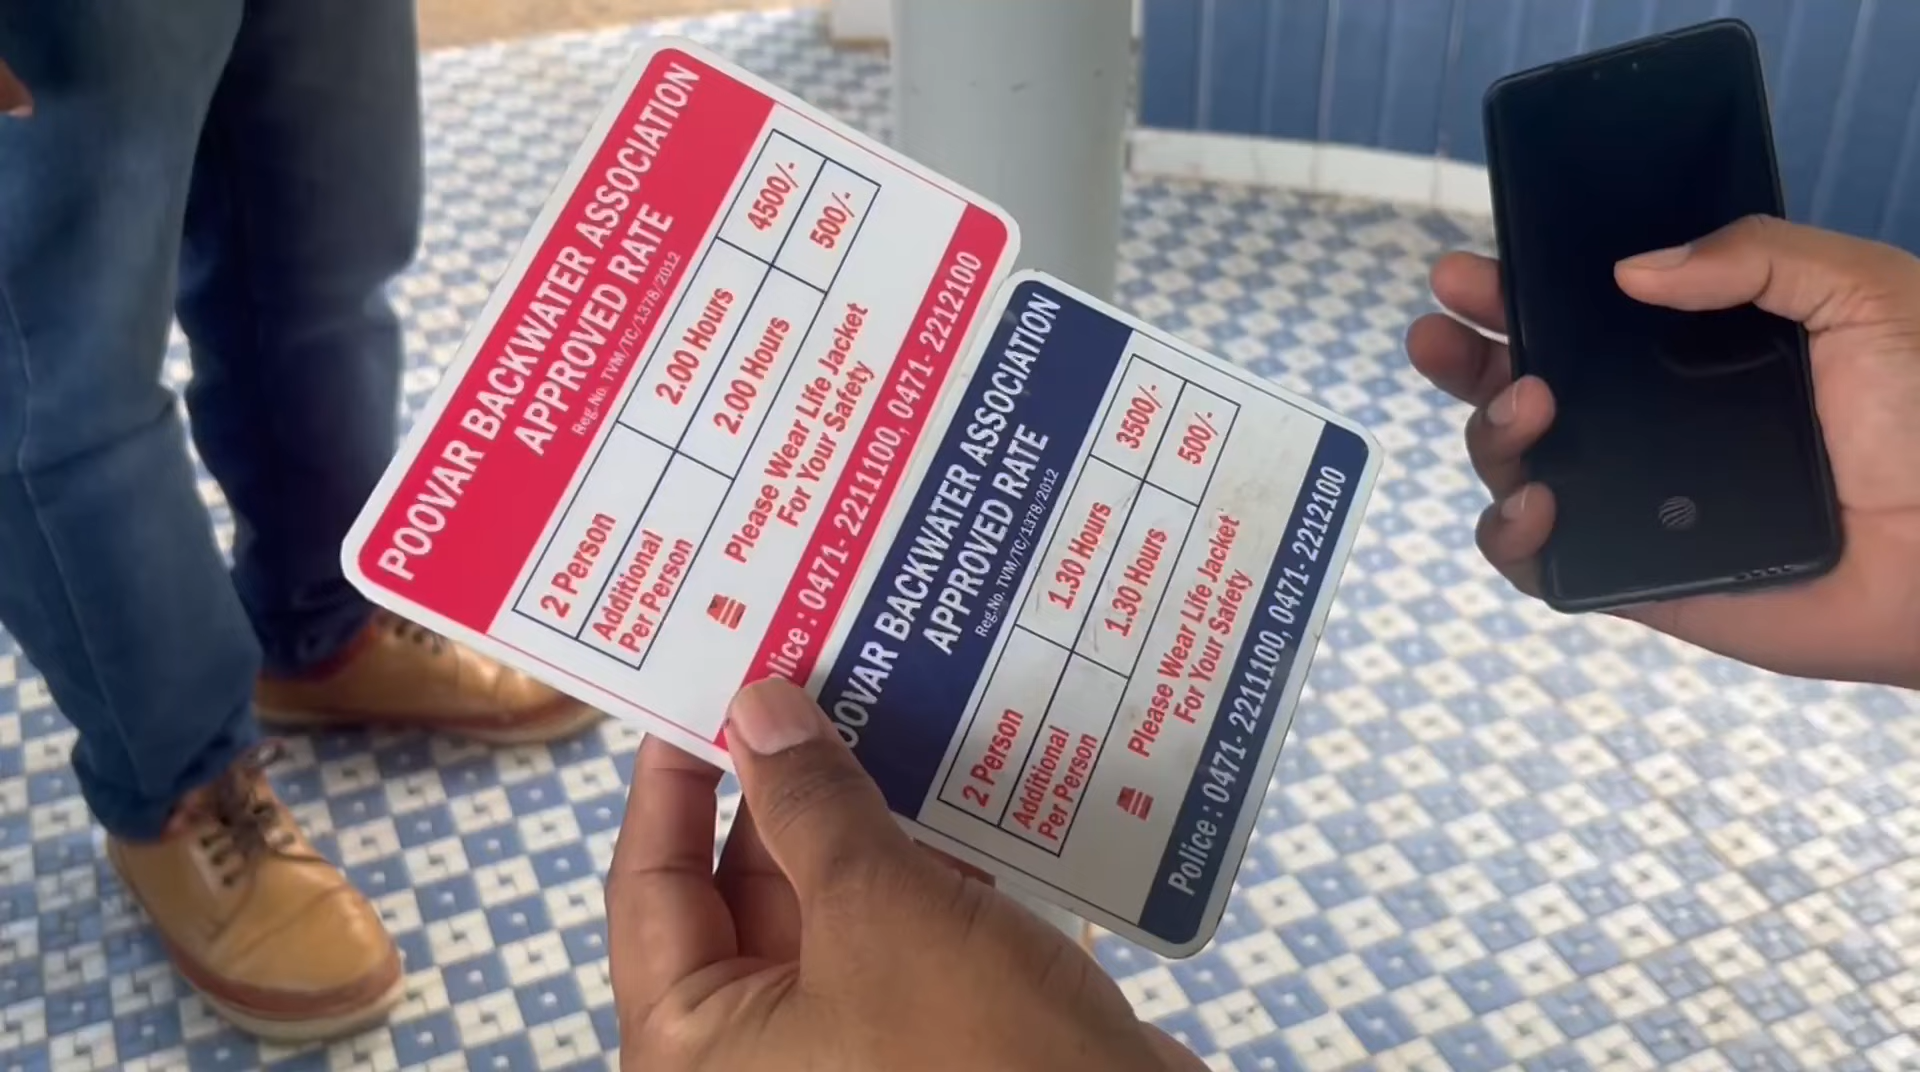 POOVAR BACKWATER ASSOCIATION
APPROVED RATE
Reg.No. TVM/TC/1378/2012
2 Person 2.00 Hours 4500/-
Additional Per Person 2.00 Hours 500/-
Please Wear Life Jacket
For Your Safety
lice : 0471- 2211100, 0471- 2212100
OOVAR BACKWATER ASSOCIATION
APPROVED RATE
Reg.No. TVM/TC/1378/2012
2 Person 1.30 Hours 3500/-
Additional Per Person 1.30 Hours 500/-
Please Wear Life Jacket
For Your Safety
Police : 0471- 2211100, 0471- 2212100